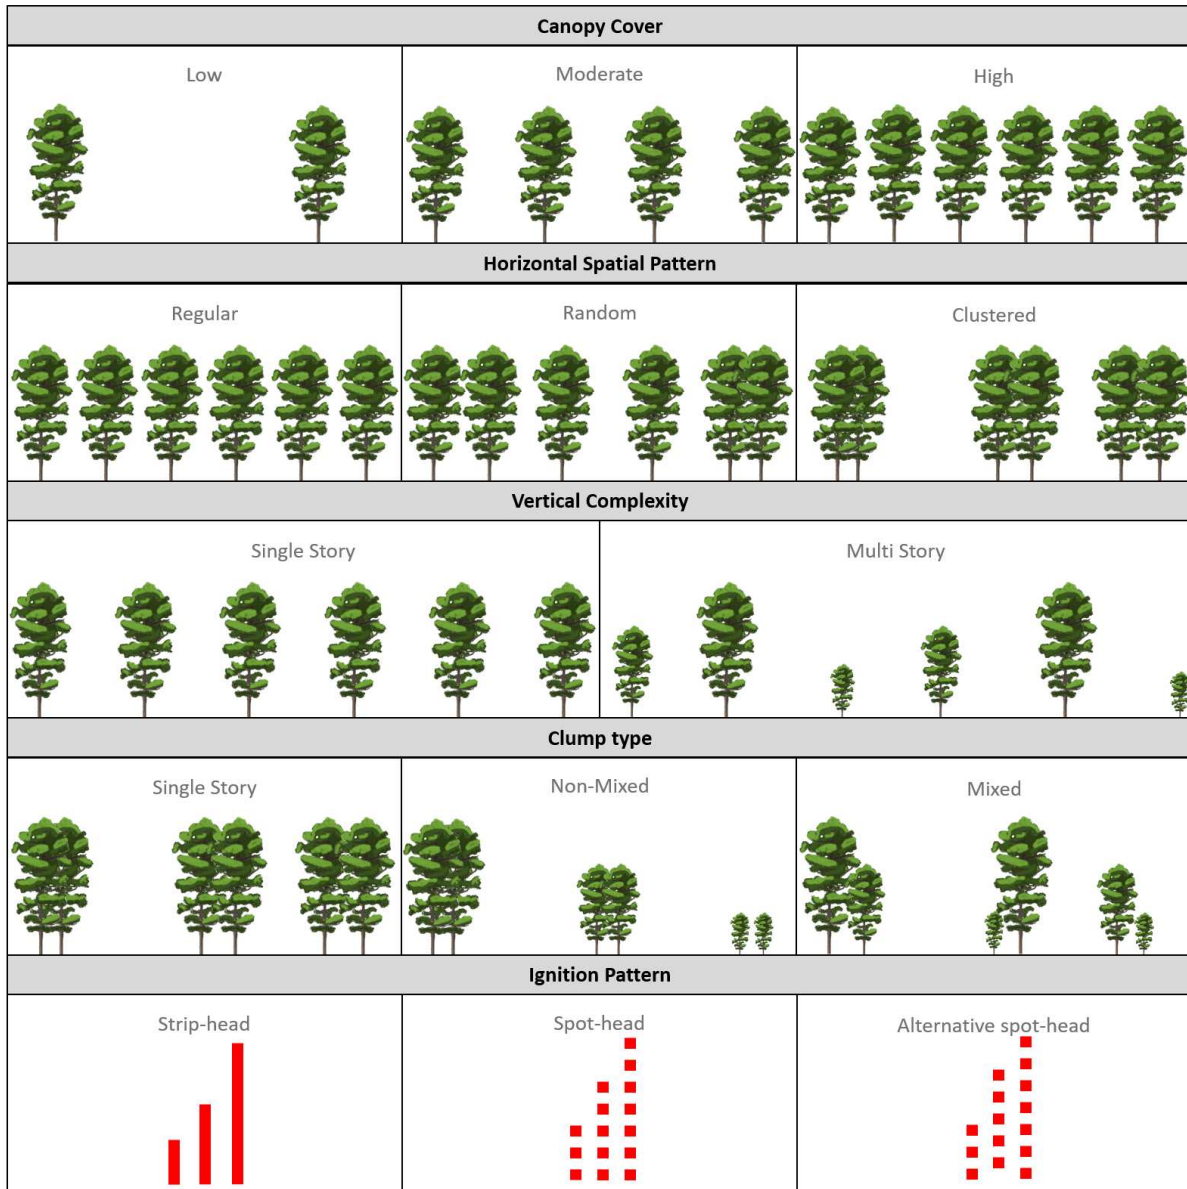 Canopy Cover
Low
Moderate
High
Horizontal Spatial Pattern
Regular
Random
Clustered
Vertical Complexity
Single Story
Multi Story
Clump type
Single Story
Non-Mixed
Mixed
Ignition Pattern
Strip-head
Spot-head
Alternative spot-head